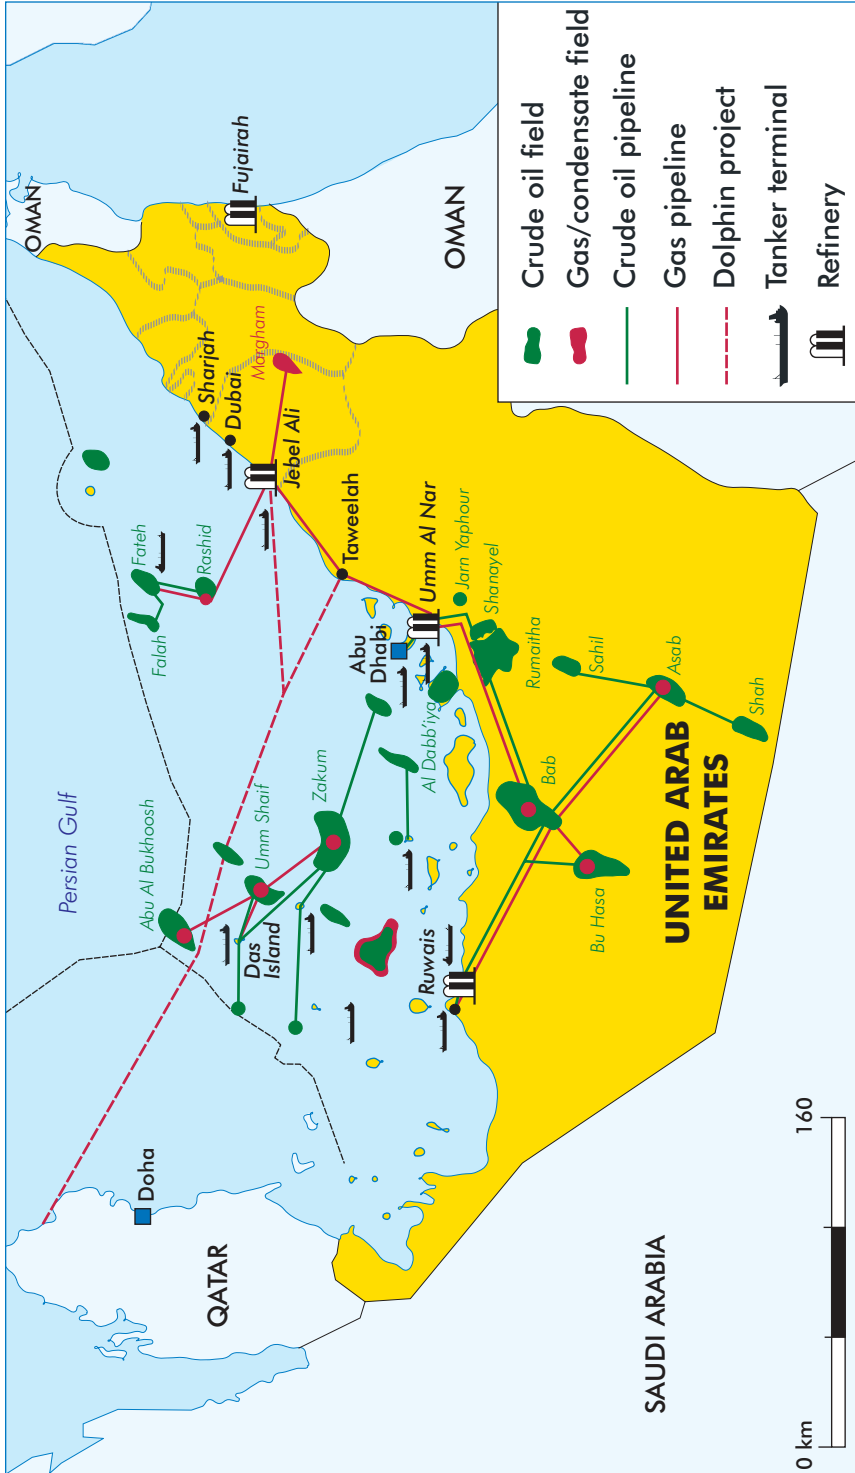 OMAN
Fujairah
Persian Gulf
Sharjah
Dubai
Margham
Jebel Ali
OMAN
Fateh
Rashid
Falah
Taweelah
Umm Al Nar
Jarn Yaphour
Shanayel
Abu
Dhabi
Rumaitha
Sahil
Asab
Shah
Al Dabb'iya
Zakum
Umm Shaif
Abu Al Bukhoosh
Das
Island
Bab
Bu Hasa
Ruwais
UNITED ARAB
EMIRATES
Doha
QATAR
SAUDI ARABIA
0 km
160
Crude oil field
Gas/condensate field
Crude oil pipeline
Gas pipeline
Dolphin project
Tanker terminal
Refinery